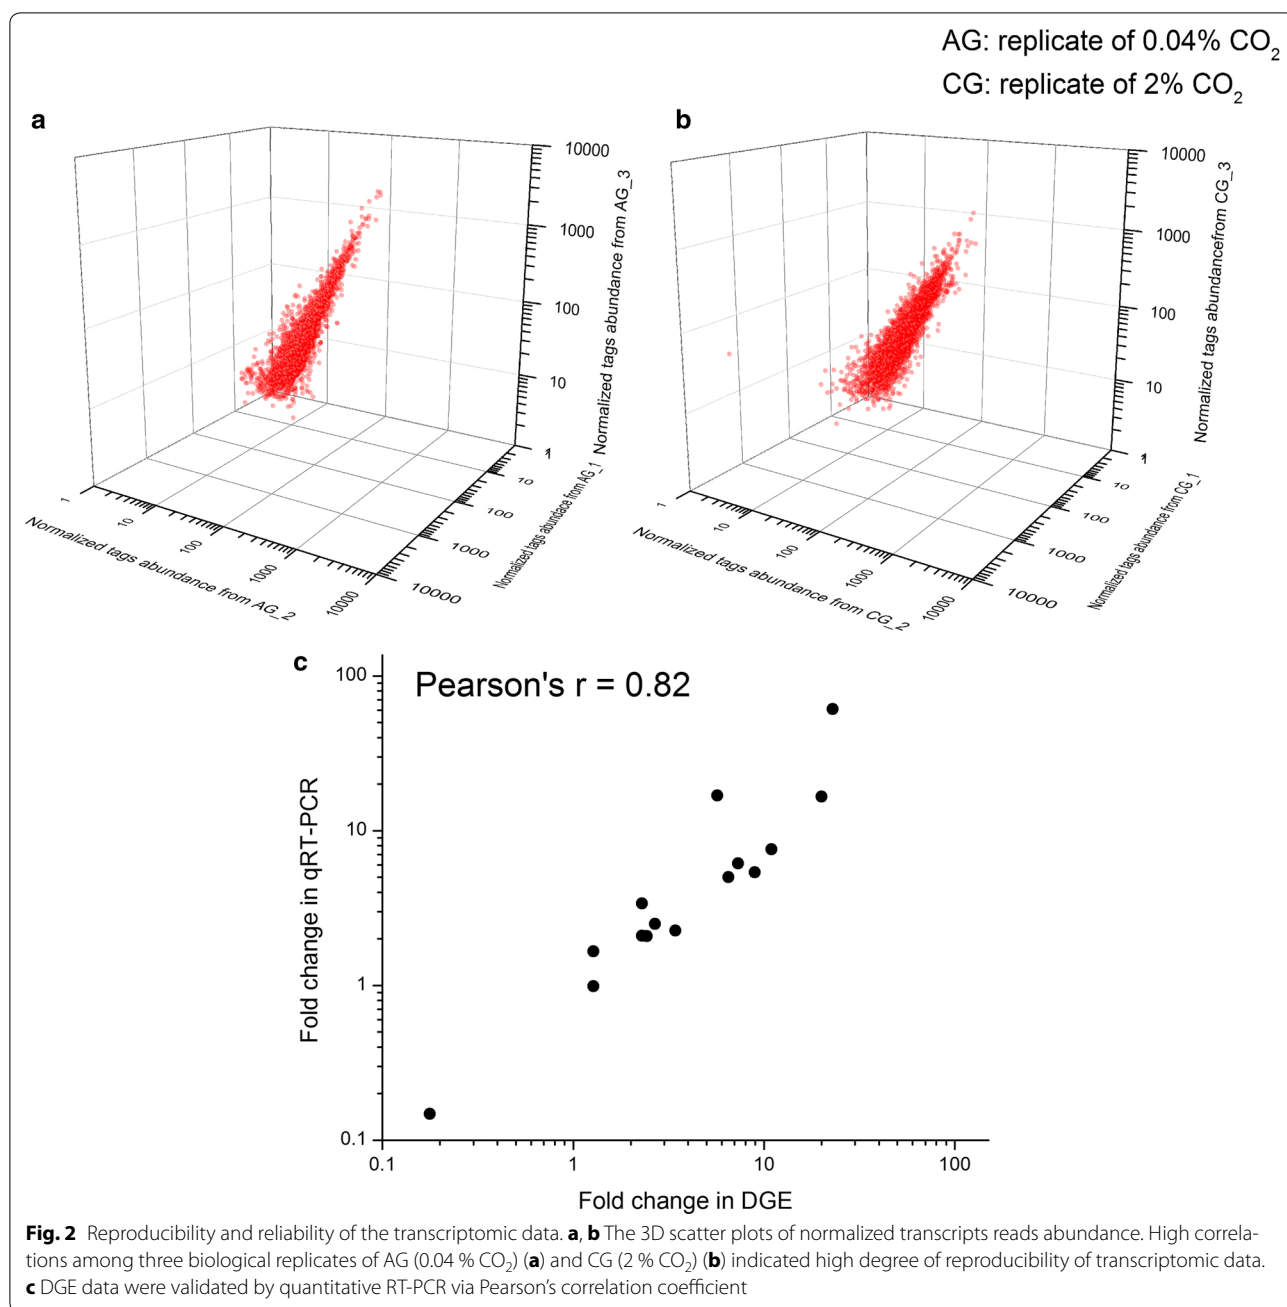 AG: replicate of 0.04% CO2
CG: replicate of 2% CO2
a
10000
1000
100
10
1
Normalized tags abundance from AG_3
1
10
100
1000
10000
Normalized tags abundace from AG_1
1
10
100
1000
10000
Normalized tags abundance from AG_2
b
10000
1000
100
10
1
Normalized tags abundancefrom CG_3
1
10
100
1000
10000
Normalized tags abundance from CG_1
1
10
100
1000
10000
Normalized tags abundance from CG_2
c
Pearson's r = 0.82
100
10
1
0.1
Fold change in qRT-PCR
0.1
1
10
100
Fold change in DGE
Fig. 2 Reproducibility and reliability of the transcriptomic data. a, b The 3D scatter plots of normalized transcripts reads abundance. High correla-
tions among three biological replicates of AG (0.04 % CO2) (a) and CG (2 % CO2) (b) indicated high degree of reproducibility of transcriptomic data.
c DGE data were validated by quantitative RT-PCR via Pearson’s correlation coefficient